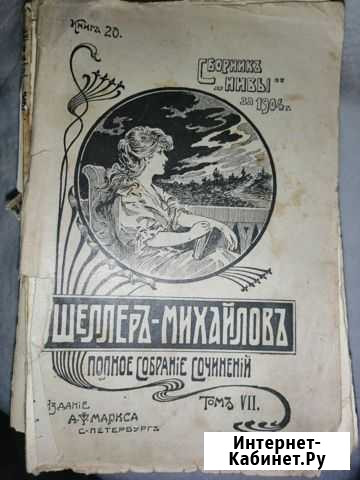 Книга 20.
Сборникъ
„Нивы"
за 1904 г.
ШЕЛЛЕРЪ-МИХАЙЛОВЪ
ПОЛНОЕ СОБРАНІЕ СОЧИНЕНІЙ
Томъ VII.
ИЗДАНІЕ
А.Ф.МАРКСА
С-ПЕТЕРБУРГЪ
Интернет-
Кабинет.Ру